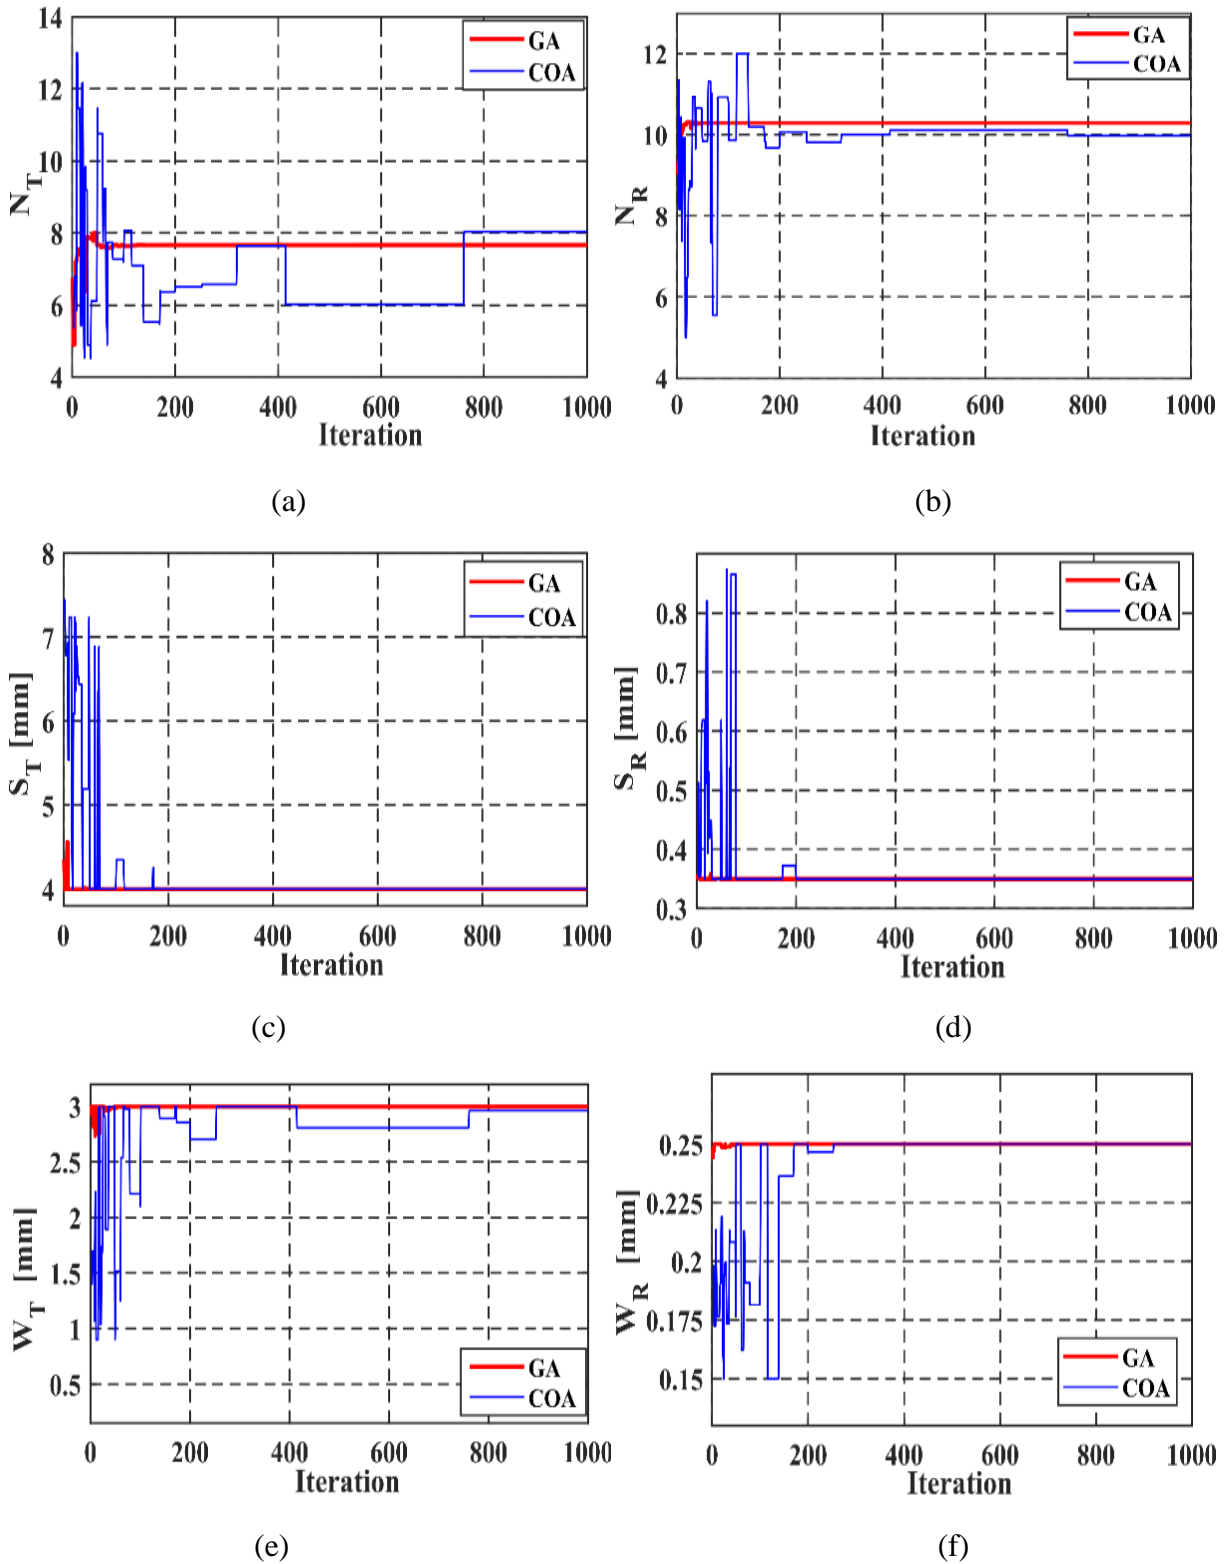 14
12
10
8
6
4
N_T
0 200 400 600 800 1000
Iteration
GA
COA
(a)
12
10
8
6
4
N_R
0 200 400 600 800 1000
Iteration
GA
COA
(b)
8
7
6
5
4
S_T [mm]
0 200 400 600 800 1000
Iteration
GA
COA
(c)
0.8
0.7
0.6
0.5
0.4
0.3
S_R [mm]
0 200 400 600 800 1000
Iteration
GA
COA
(d)
3
2.5
2
1.5
1
0.5
W_T [mm]
0 200 400 600 800 1000
Iteration
GA
COA
(e)
0.25
0.225
0.2
0.175
0.15
W_R [mm]
0 200 400 600 800 1000
Iteration
GA
COA
(f)